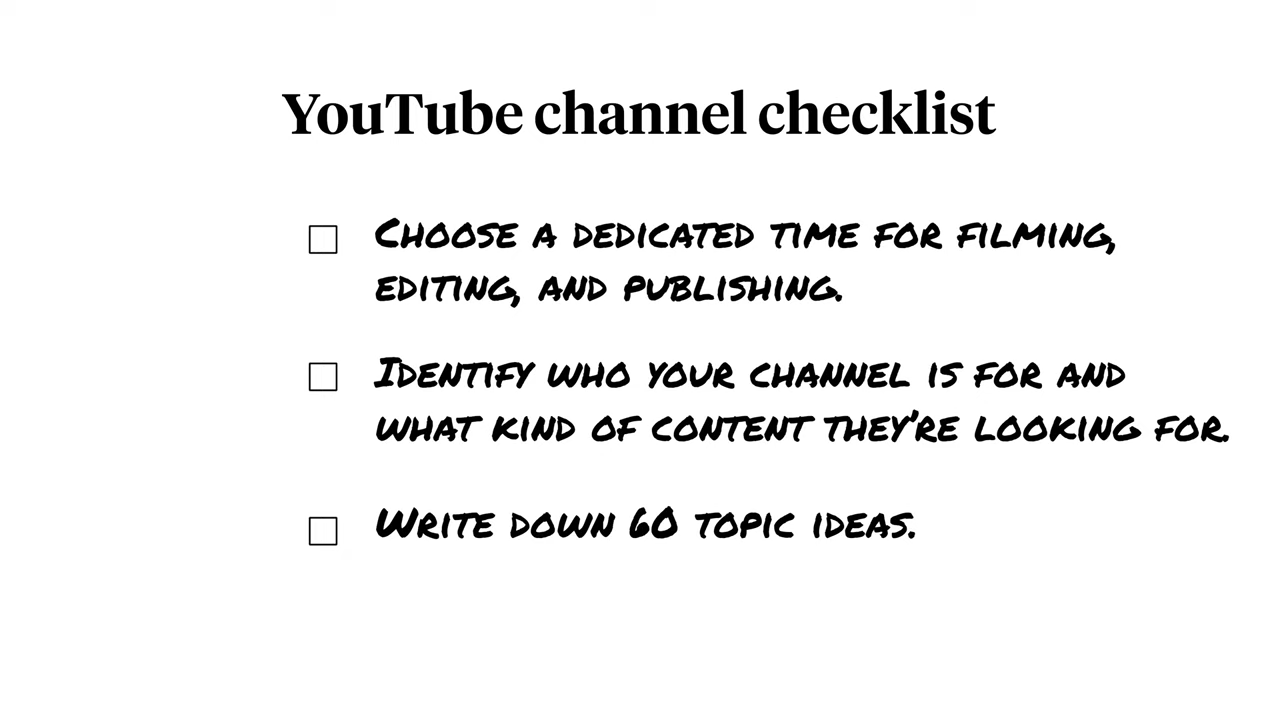 YouTube channel checklist
Choose a dedicated time for filming,
editing, and publishing.
Identify who your channel is for and
what kind of content they're looking for.
Write down 60 topic ideas.